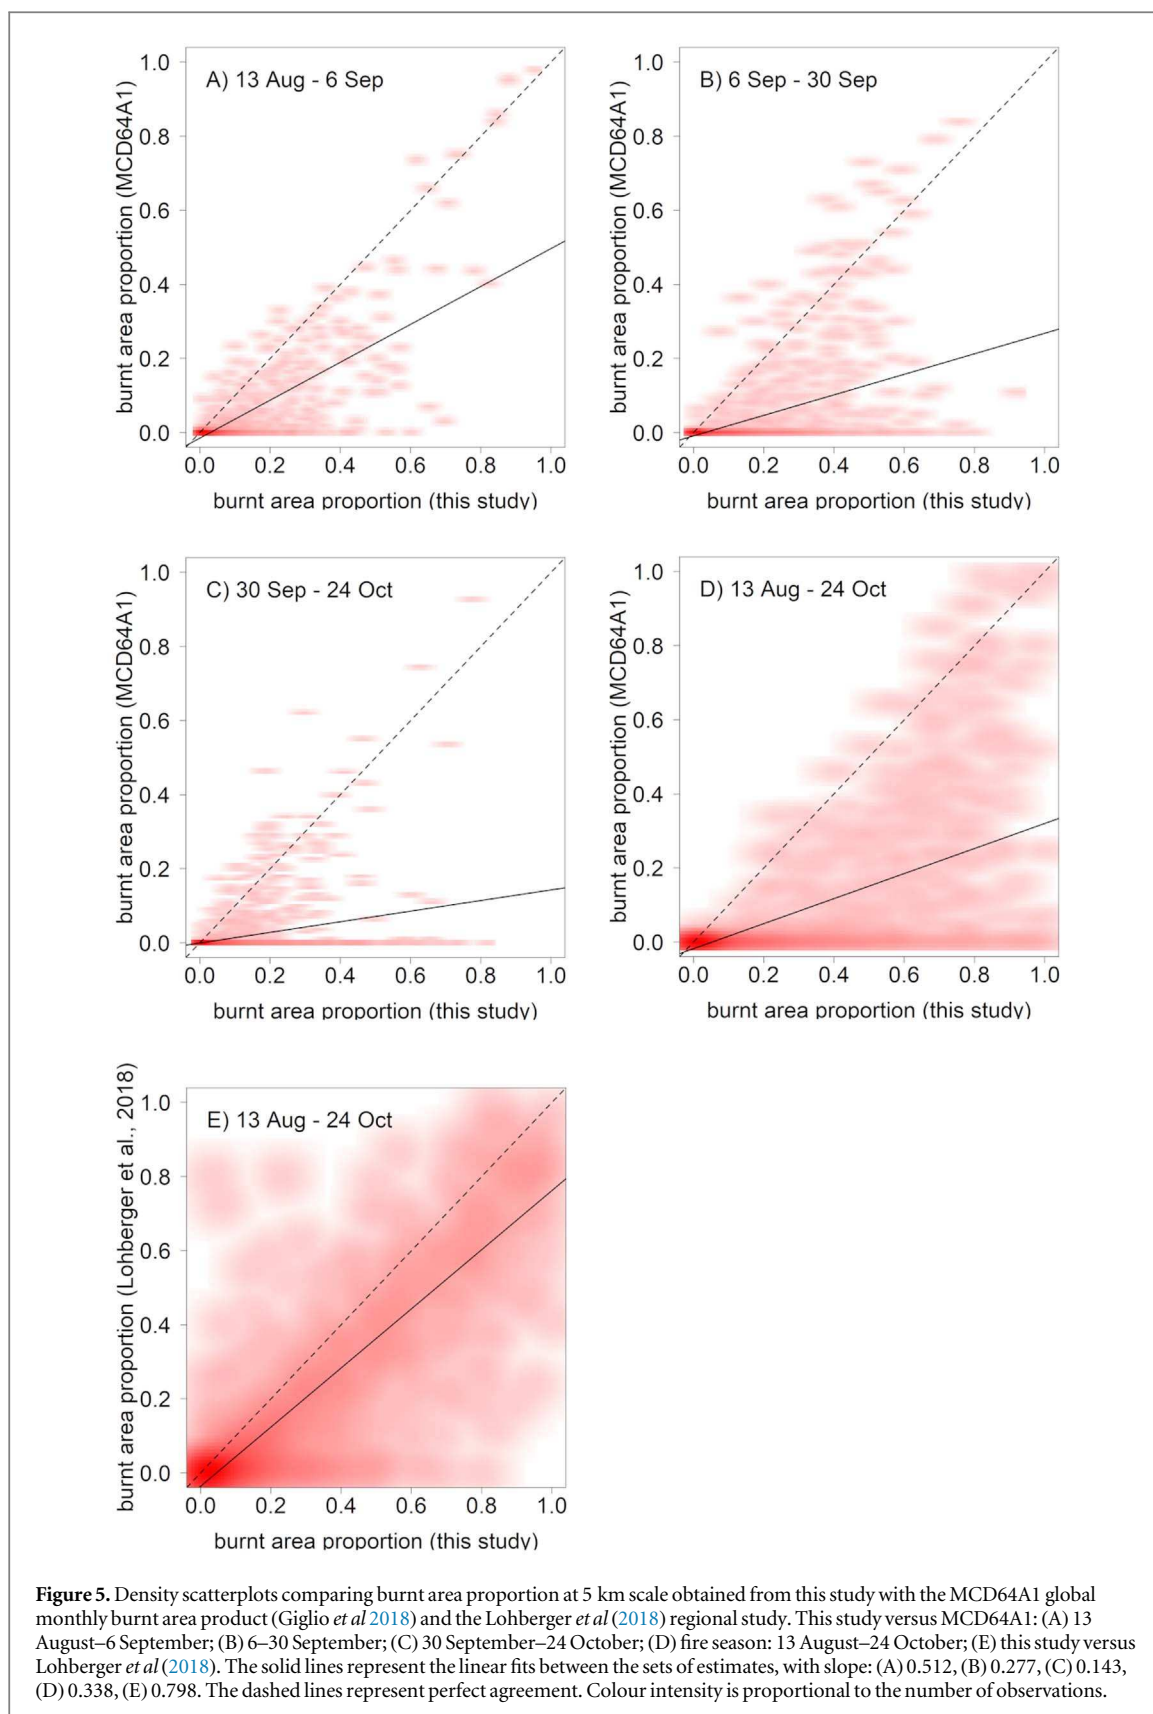 A) 13 Aug - 6 Sep
burnt area proportion (MCD64A1)
1.0
0.8
0.6
0.4
0.2
0.0
0.0 0.2 0.4 0.6 0.8 1.0
burnt area proportion (this study)
B) 6 Sep - 30 Sep
burnt area proportion (MCD64A1)
1.0
0.8
0.6
0.4
0.2
0.0
0.0 0.2 0.4 0.6 0.8 1.0
burnt area proportion (this study)
C) 30 Sep - 24 Oct
burnt area proportion (MCD64A1)
1.0
0.8
0.6
0.4
0.2
0.0
0.0 0.2 0.4 0.6 0.8 1.0
burnt area proportion (this study)
D) 13 Aug - 24 Oct
burnt area proportion (MCD64A1)
1.0
0.8
0.6
0.4
0.2
0.0
0.0 0.2 0.4 0.6 0.8 1.0
burnt area proportion (this study)
E) 13 Aug - 24 Oct
burnt area proportion (Lohberger et al., 2018)
1.0
0.8
0.6
0.4
0.2
0.0
0.0 0.2 0.4 0.6 0.8 1.0
burnt area proportion (this study)
Figure 5. Density scatterplots comparing burnt area proportion at 5 km scale obtained from this study with the MCD64A1 global
monthly burnt area product (Giglio et al 2018) and the Lohberger et al (2018) regional study. This study versus MCD64A1: (A) 13
August–6 September; (B) 6–30 September; (C) 30 September–24 October; (D) fire season: 13 August–24 October; (E) this study versus
Lohberger et al (2018). The solid lines represent the linear fits between the sets of estimates, with slope: (A) 0.512, (B) 0.277, (C) 0.143,
(D) 0.338, (E) 0.798. The dashed lines represent perfect agreement. Colour intensity is proportional to the number of observations.